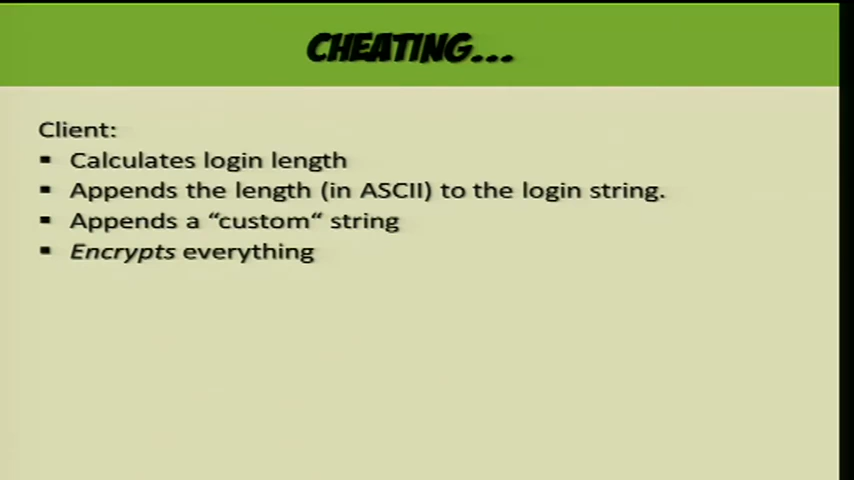 CHEATING...
Client:
▪ Calculates login length
▪ Appends the length (in ASCII) to the login string.
▪ Appends a “custom“ string
▪ Encrypts everything